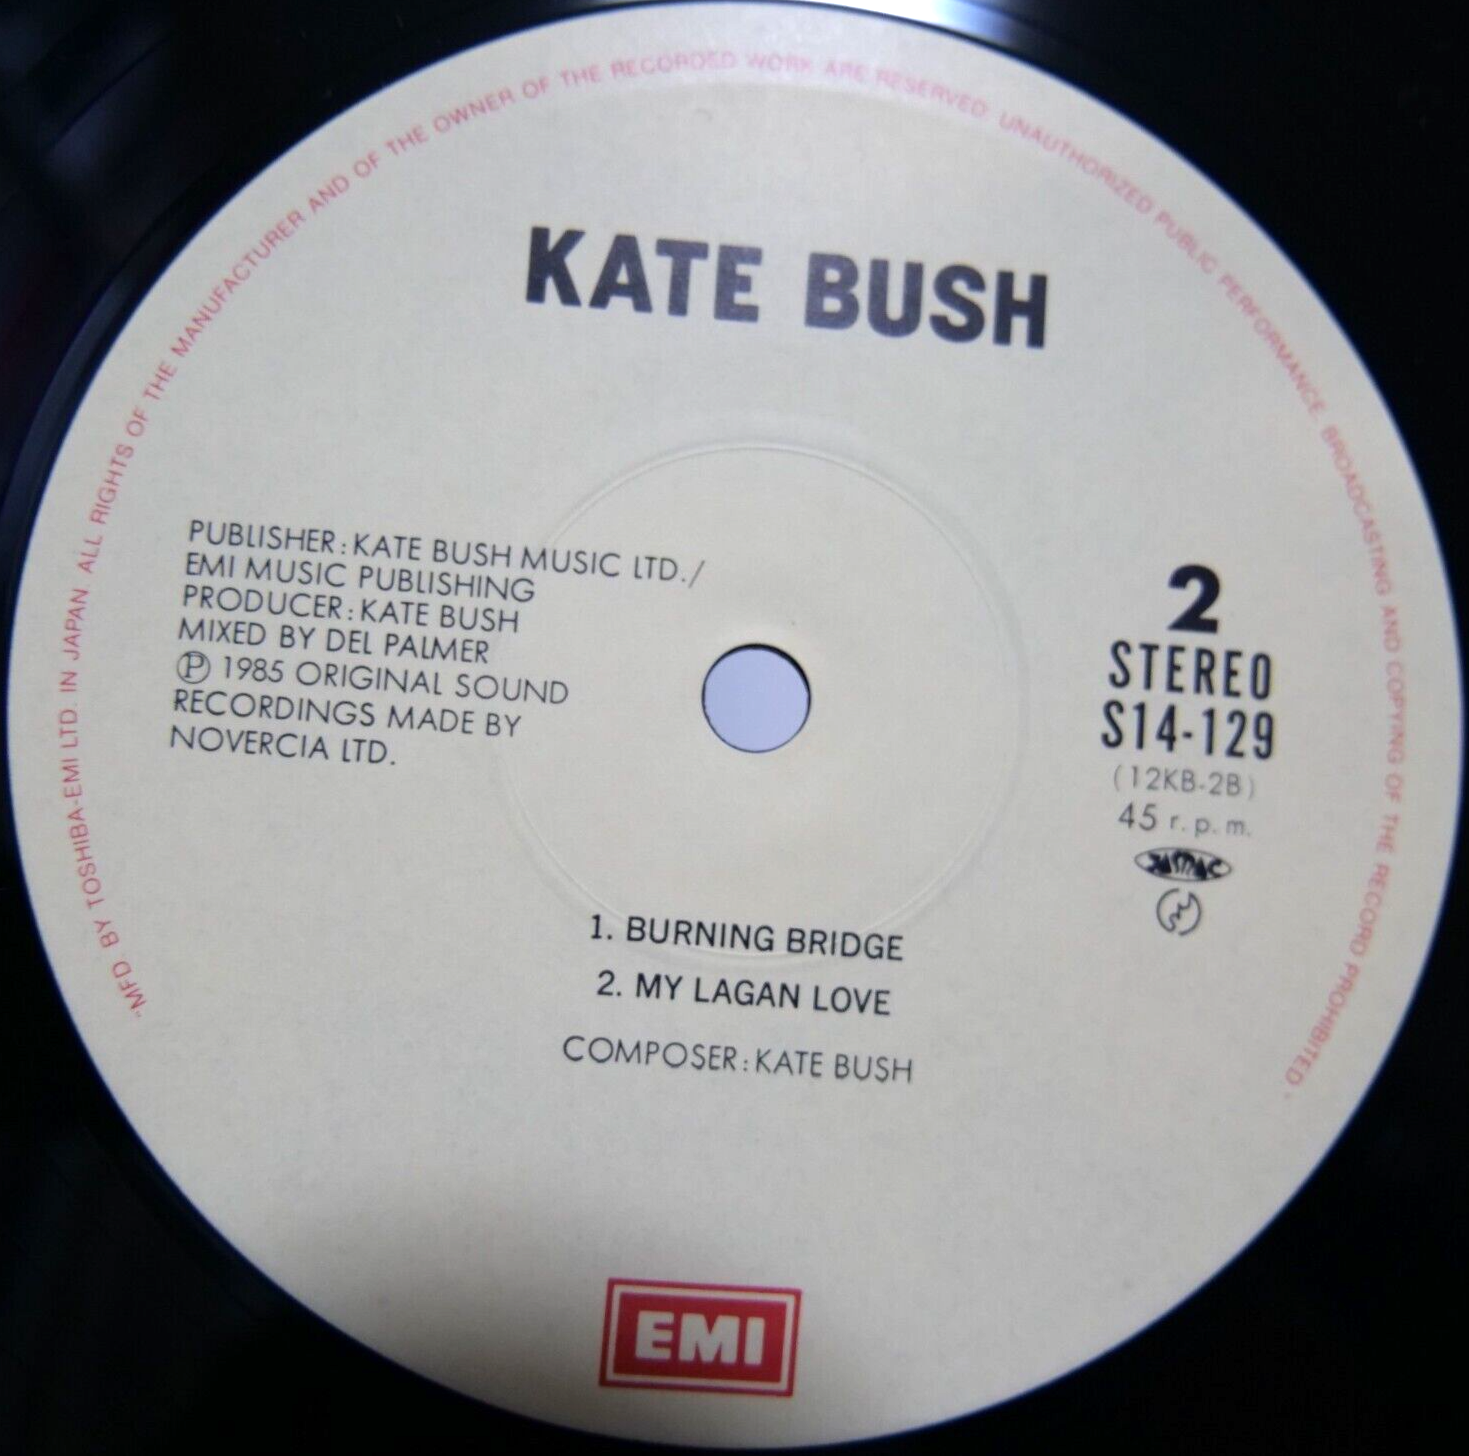 "MFD BY TOSHIBA-EMI LTD. IN JAPAN. ALL RIGHTS OF THE MANUFACTURER AND OF THE OWNER OF THE RECORDED WORK ARE RESERVED. UNAUTHORIZED PUBLIC PERFORMANCE. BROADCASTING AND COPYING OF THE RECORD PROHIBITED"
KATE BUSH
PUBLISHER:KATE BUSH MUSIC LTD./
EMI MUSIC PUBLISHING
PRODUCER:KATE BUSH
MIXED BY DEL PALMER
Ⓟ 1985 ORIGINAL SOUND
RECORDINGS MADE BY
NOVERCIA LTD.
2
STEREO
S14-129
(12KB-2B)
45 r.p.m.
JASRAC
1. BURNING BRIDGE
2. MY LAGAN LOVE
COMPOSER:KATE BUSH
EMI